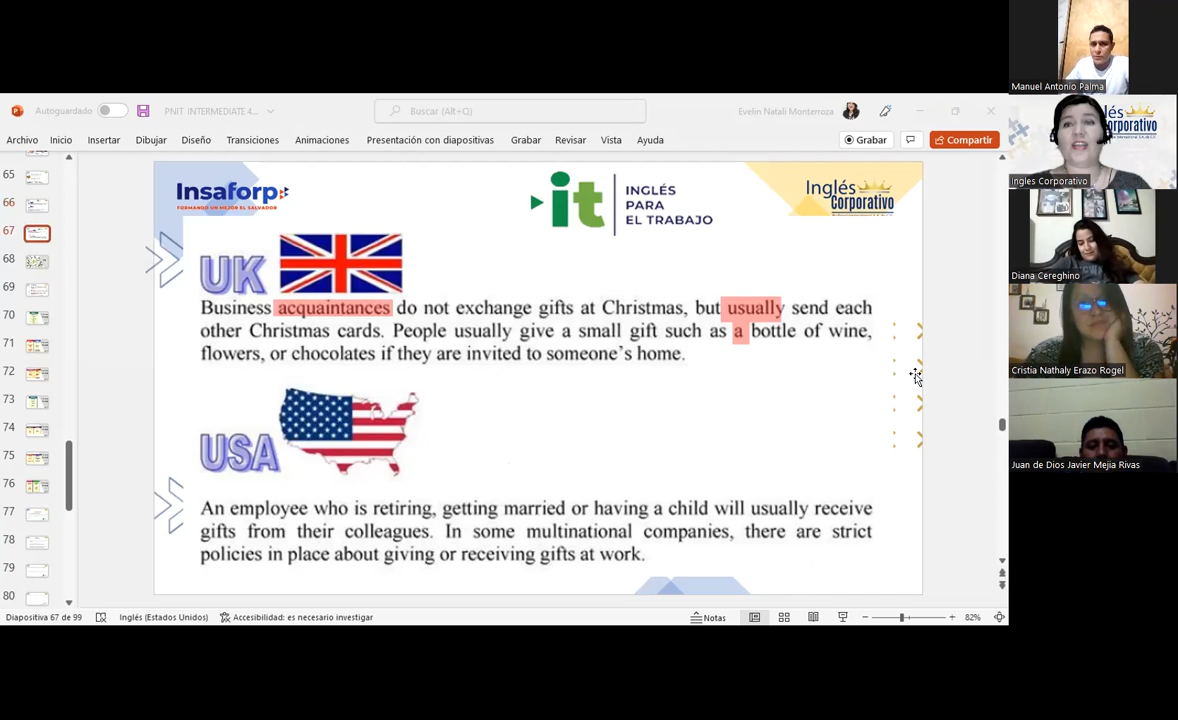 Manuel Antonio Palma
Autoguardado
PNIT INTERMEDIATE 4...
Buscar (Alt+Q)
Evelin Natali Monterroza
Archivo Inicio Insertar Dibujar Diseño Transiciones Animaciones Presentación con diapositivas Grabar Revisar Vista Ayuda
Grabar
Compartir
Ingles Corporativo
65
66
67
68
69
70
71
72
73
74
75
76
77
78
79
80
Insaforp
FORMANDO UN MEJOR EL SALVADOR
it
INGLÉS
PARA
EL TRABAJO
Inglés
Corporativo
UK
Business acquaintances do not exchange gifts at Christmas, but usually send each
other Christmas cards. People usually give a small gift such as a bottle of wine,
flowers, or chocolates if they are invited to someone's home.
USA
An employee who is retiring, getting married or having a child will usually receive
gifts from their colleagues. In some multinational companies, there are strict
policies in place about giving or receiving gifts at work.
Diana Cereghino
Cristia Nathaly Erazo Rogel
Juan de Dios Javier Mejia Rivas
Diapositiva 67 de 99
Inglés (Estados Unidos)
Accesibilidad: es necesario investigar
Notas
82%